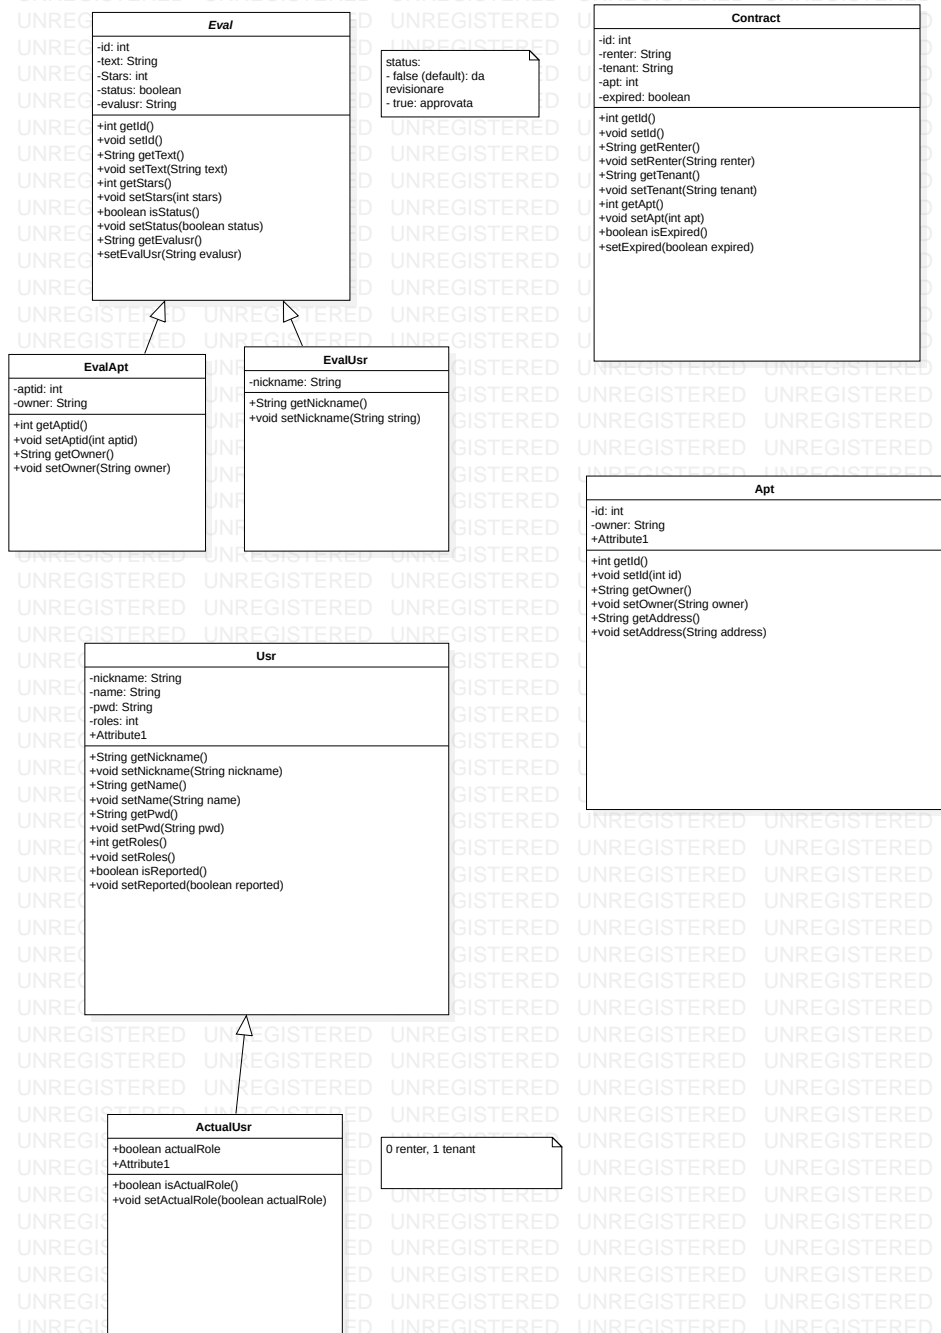 Eval
-id: int
-text: String
-Stars: int
-status: boolean
-evalusr: String
+int getId()
+void setId()
+String getText()
+void setText(String text)
+int getStars()
+void setStars(int stars)
+boolean isStatus()
+void setStatus(boolean status)
+String getEvalusr()
+setEvalUsr(String evalusr)
status:
- false (default): da
revisionare
- true: approvata
Contract
-id: int
-renter: String
-tenant: String
-apt: int
-expired: boolean
+int getId()
+void setId()
+String getRenter()
+void setRenter(String renter)
+String getTenant()
+void setTenant(String tenant)
+int getApt()
+void setApt(int apt)
+boolean isExpired()
+setExpired(boolean expired)
EvalApt
-aptid: int
-owner: String
+int getAptid()
+void setAptid(int aptid)
+String getOwner()
+void setOwner(String owner)
EvalUsr
-nickname: String
+String getNickname()
+void setNickname(String string)
Apt
-id: int
-owner: String
+Attribute1
+int getId()
+void setId(int id)
+String getOwner()
+void setOwner(String owner)
+String getAddress()
+void setAddress(String address)
Usr
-nickname: String
-name: String
-pwd: String
-roles: int
+Attribute1
+String getNickname()
+void setNickname(String nickname)
+String getName()
+void setName(String name)
+String getPwd()
+void setPwd(String pwd)
+int getRoles()
+void setRoles()
+boolean isReported()
+void setReported(boolean reported)
ActualUsr
+boolean actualRole
+Attribute1
+boolean isActualRole()
+void setActualRole(boolean actualRole)
0 renter, 1 tenant
UNREGISTERED